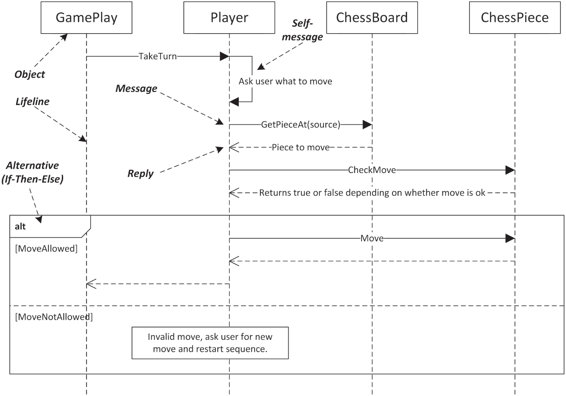 GamePlay
Player
ChessBoard
ChessPiece
Self-
message
TakeTurn
Object
Ask user what to move
Message
Lifeline
GetPieceAt(source)
Piece to move
Alternative
(If-Then-Else)
Reply
CheckMove
Returns true or false depending on whether move is ok
alt
Move
[MoveAllowed]
[MoveNotAllowed]
Invalid move, ask user for new
move and restart sequence.